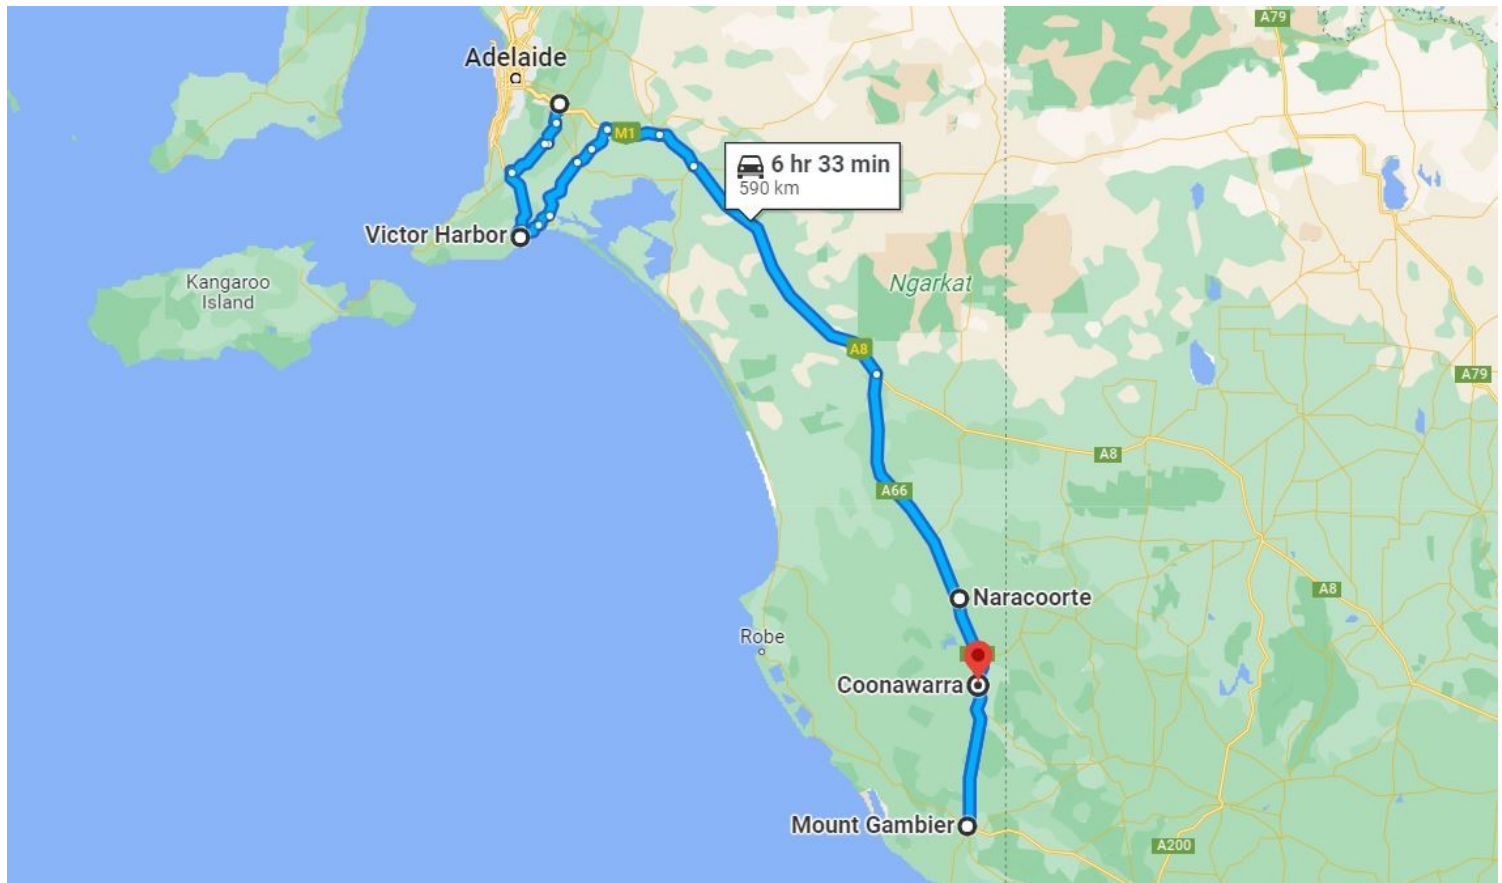 A79
Adelaide
M1
6 hr 33 min
590 km
Victor Harbor
Kangaroo
Island
Ngarkat
A8
A79
A8
A66
A8
Naracoorte
Robe
Coonawarra
Mount Gambier
A200